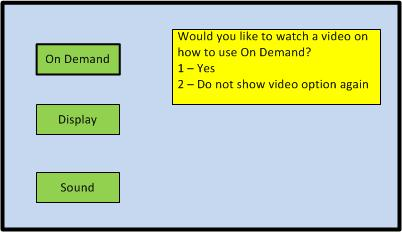 On Demand
Would you like to watch a video on
how to use On Demand?
1 – Yes
2 – Do not show video option again
Display
Sound